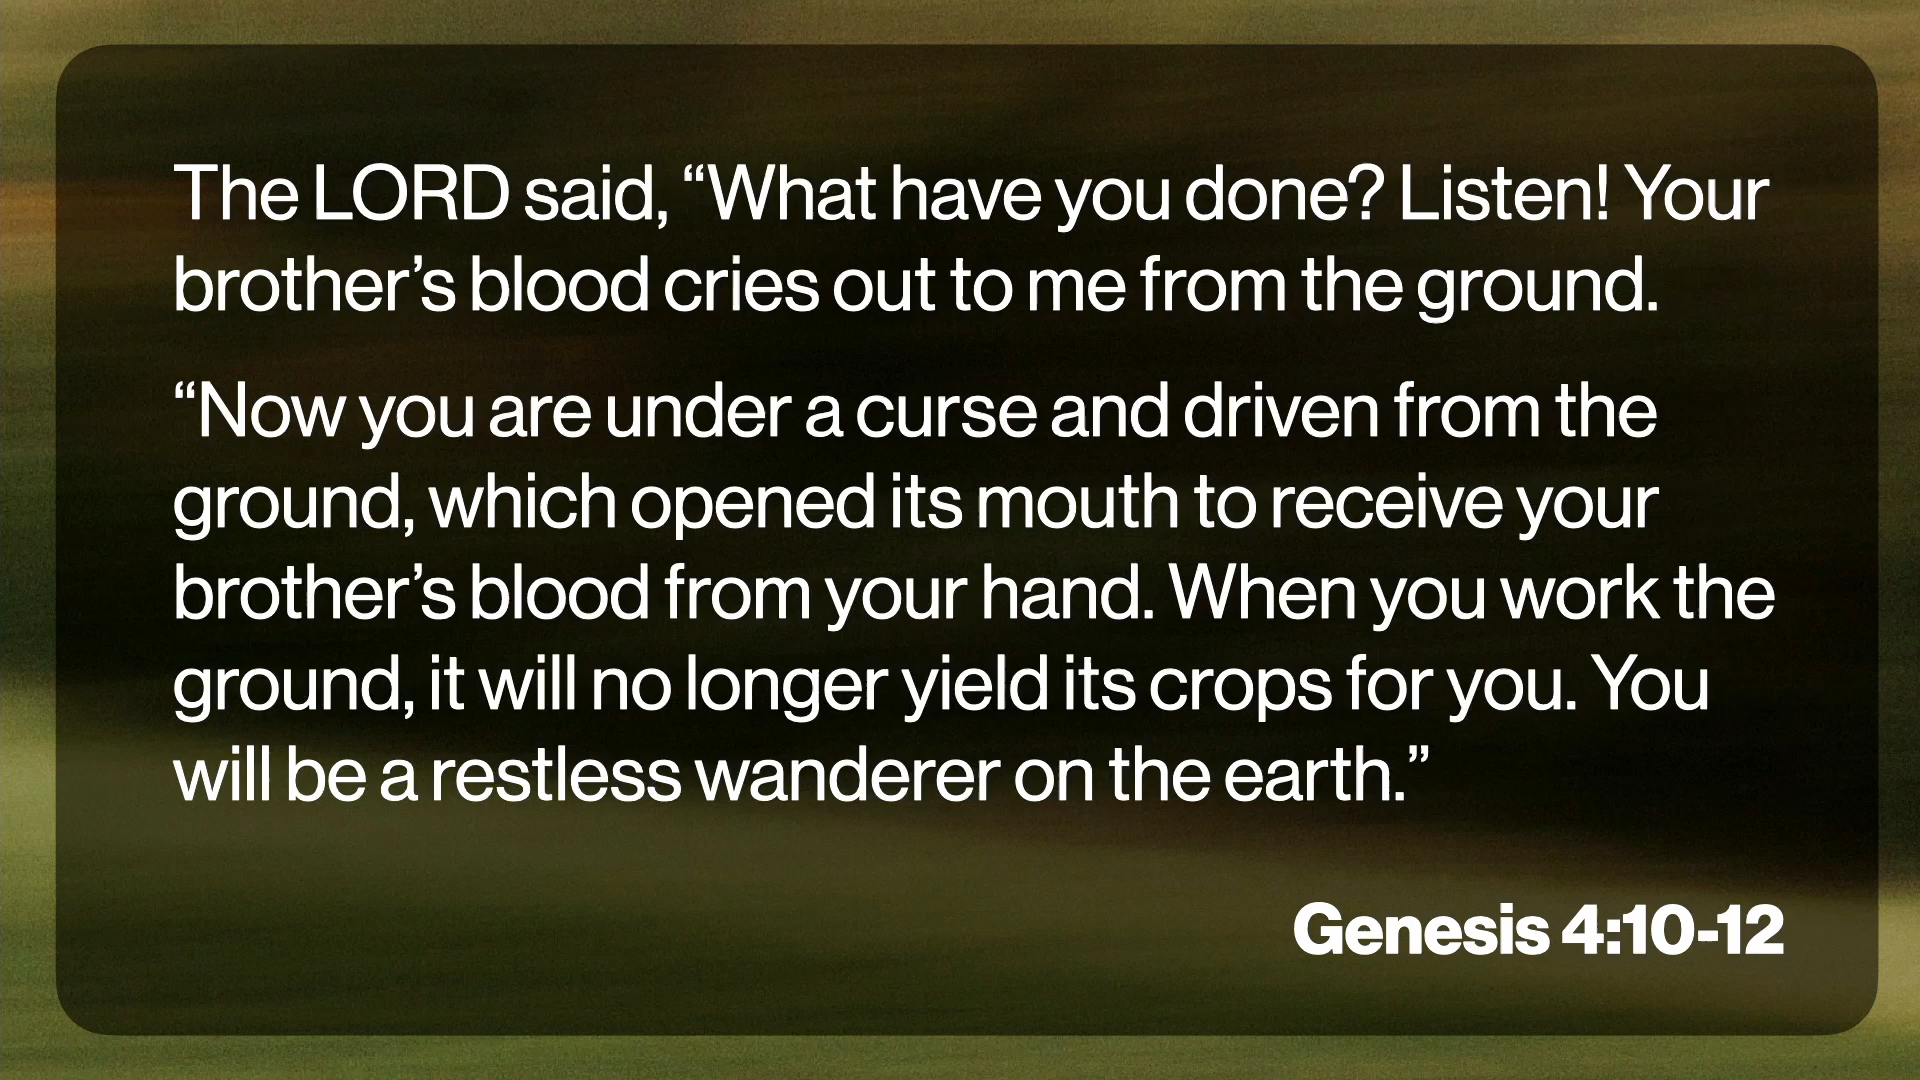 The LORD said, “What have you done? Listen! Your
brother’s blood cries out to me from the ground.
“Now you are under a curse and driven from the
ground, which opened its mouth to receive your
brother’s blood from your hand. When you work the
ground, it will no longer yield its crops for you. You
will be a restless wanderer on the earth.”
Genesis 4:10-12